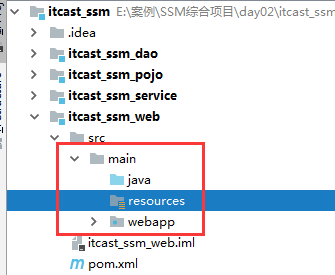 itcast_ssm E:\案例\SSM综合项目\day02\itcast_ssm
.idea
itcast_ssm_dao
itcast_ssm_pojo
itcast_ssm_service
itcast_ssm_web
src
main
java
resources
webapp
itcast_ssm_web.iml
pom.xml